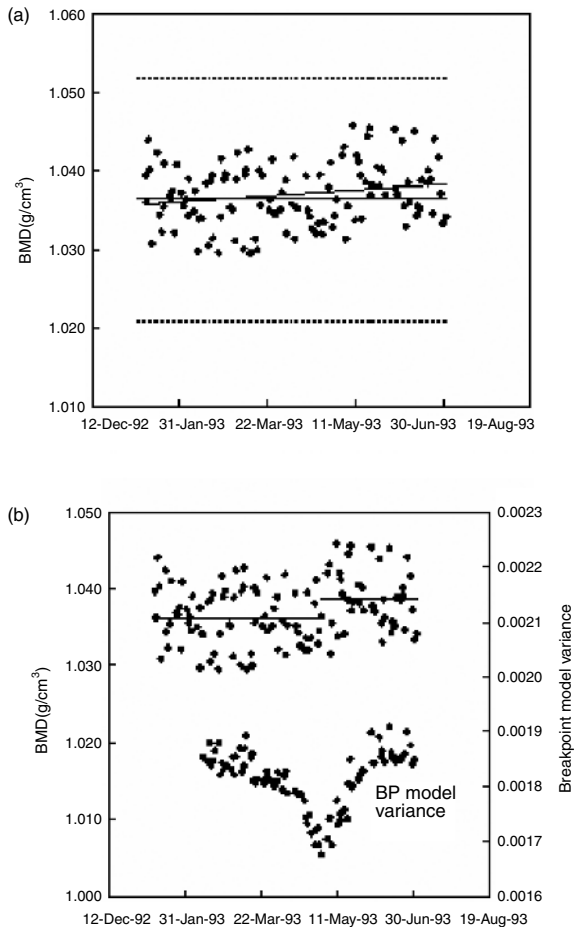 (a)
1.060
1.050
1.040
1.030
1.020
1.010
BMD(g/cm³)
12-Dec-92 31-Jan-93 22-Mar-93 11-May-93 30-Jun-93 19-Aug-93
(b)
1.050
1.040
1.030
1.020
1.010
1.000
BMD(g/cm³)
0.0023
0.0022
0.0021
0.0020
0.0019
0.0018
0.0017
0.0016
Breakpoint model variance
BP model
variance
12-Dec-92 31-Jan-93 22-Mar-93 11-May-93 30-Jun-93 19-Aug-93